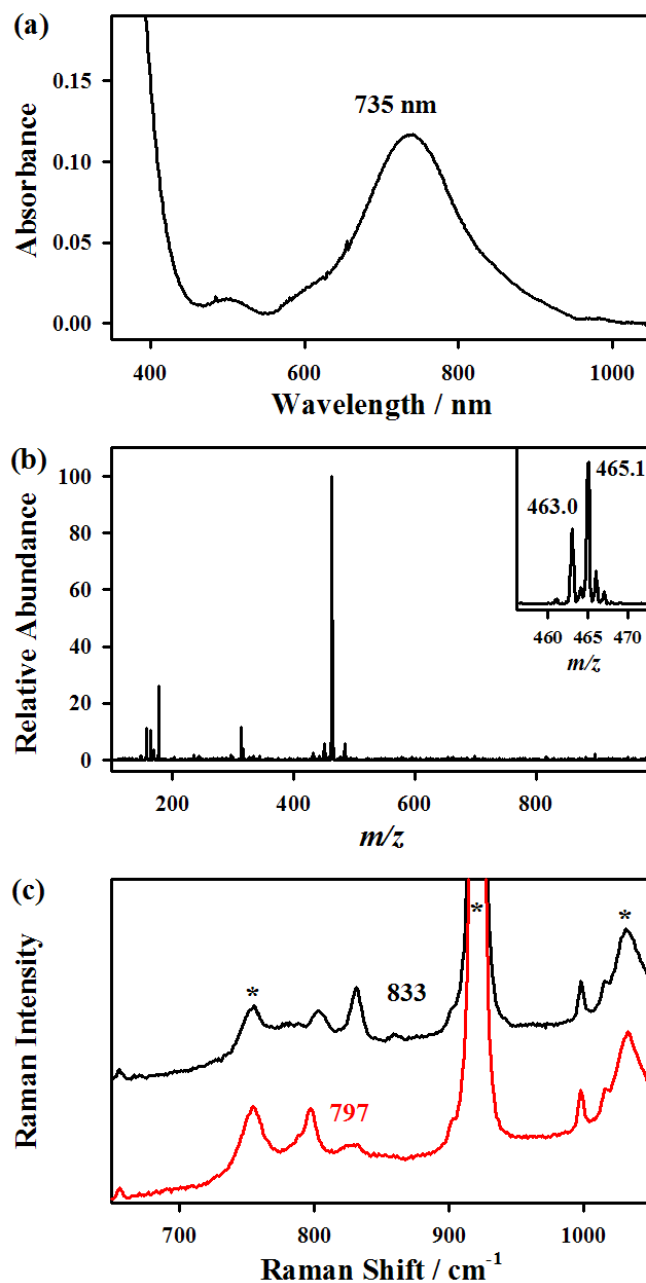 (a)
735 nm
0.15
0.10
0.05
0.00
Absorbance
400 600 800 1000
Wavelength / nm
(b)
100
80
60
40
20
0
Relative Abundance
465.1
463.0
460 465 470
m/z
200 400 600 800
m/z
(c)
* *
833
*
797
Raman Intensity
700 800 900 1000
Raman Shift / cm⁻¹